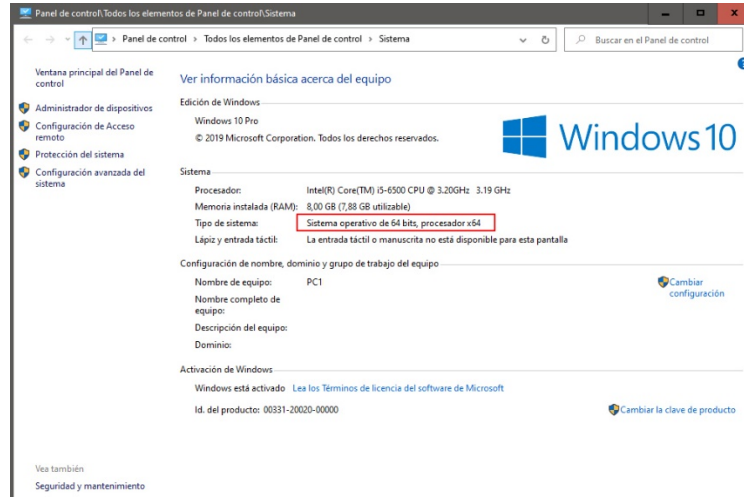 Panel de control\Todos los elementos de Panel de control\Sistema
Panel de control > Todos los elementos de Panel de control > Sistema
Buscar en el Panel de control
Ventana principal del Panel de control
Administrador de dispositivos
Configuración de Acceso remoto
Protección del sistema
Configuración avanzada del sistema
Ver información básica acerca del equipo
Edición de Windows
Windows 10 Pro
© 2019 Microsoft Corporation. Todos los derechos reservados.
Windows 10
Sistema
Procesador: Intel(R) Core(TM) i5-6500 CPU @ 3.20GHz 3.19 GHz
Memoria instalada (RAM): 8,00 GB (7,88 GB utilizable)
Tipo de sistema: Sistema operativo de 64 bits, procesador x64
Lápiz y entrada táctil: La entrada táctil o manuscrita no está disponible para esta pantalla
Configuración de nombre, dominio y grupo de trabajo del equipo
Nombre de equipo: PC1
Cambiar configuración
Nombre completo de equipo:
Descripción del equipo:
Dominio:
Activación de Windows
Windows está activado Lea los Términos de licencia del software de Microsoft
Id. del producto: 00331-20020-00000
Cambiar la clave de producto
Vea también
Seguridad y mantenimiento